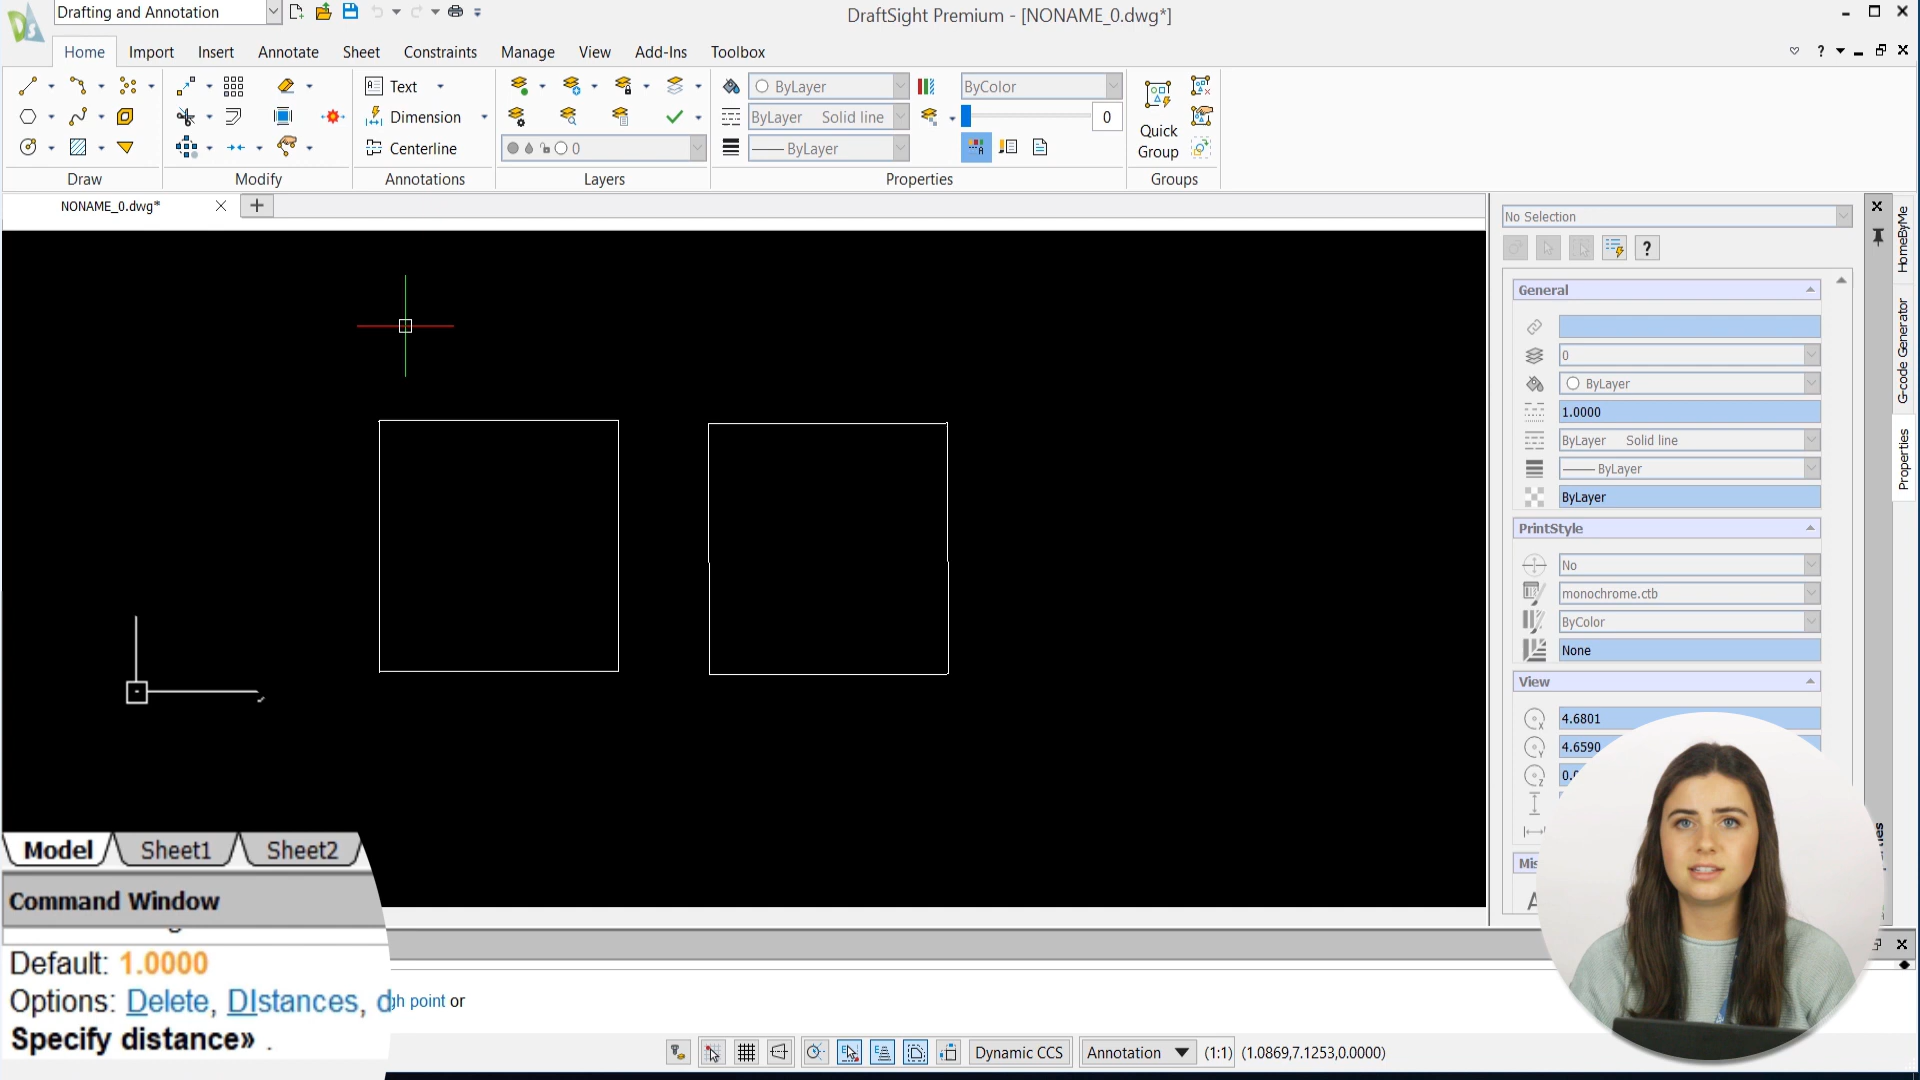 Drafting and Annotation
DraftSight Premium - [NONAME_0.dwg*]
Home Import Insert Annotate Sheet Constraints Manage View Add-Ins Toolbox
Text
Dimension
Centerline
0
ByLayer
ByLayer Solid line
ByLayer
ByColor
0
Quick
Group
Draw Modify Annotations Layers Properties Groups
NONAME_0.dwg*
No Selection
General
0
ByLayer
1.0000
ByLayer Solid line
ByLayer
ByLayer
PrintStyle
No
monochrome.ctb
ByColor
None
View
4.6801
4.6590
HomeByMe
G-code Generator
Properties
Model Sheet1 Sheet2
Command Window
Default: 1.0000
Options: Delete, DIstances, d gh point or
Specify distance» .
Dynamic CCS Annotation (1:1) (1.0869,7.1253,0.0000)